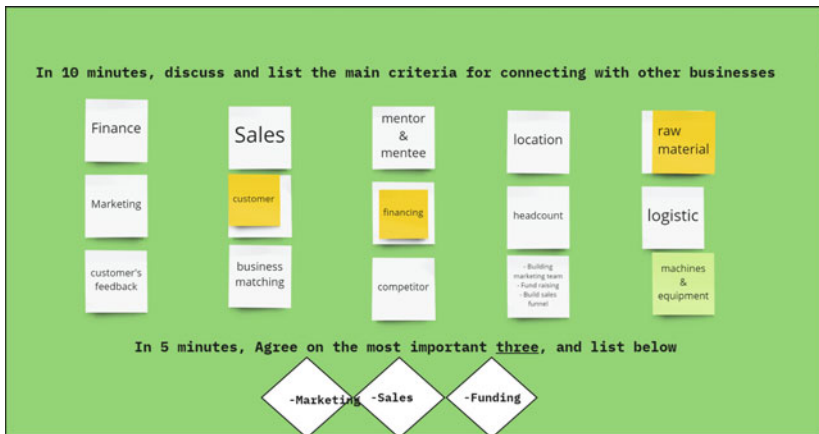 In 10 minutes, discuss and list the main criteria for connecting with other businesses
Finance
Sales
mentor
&
mentee
location
raw
material
Marketing
customer
financing
headcount
logistic
customer's
feedback
business
matching
competitor
- Building
marketing team
- Fund raising
- Build sales
funnel
machines
&
equipment
In 5 minutes, Agree on the most important three, and list below
-Marketing
-Sales
-Funding